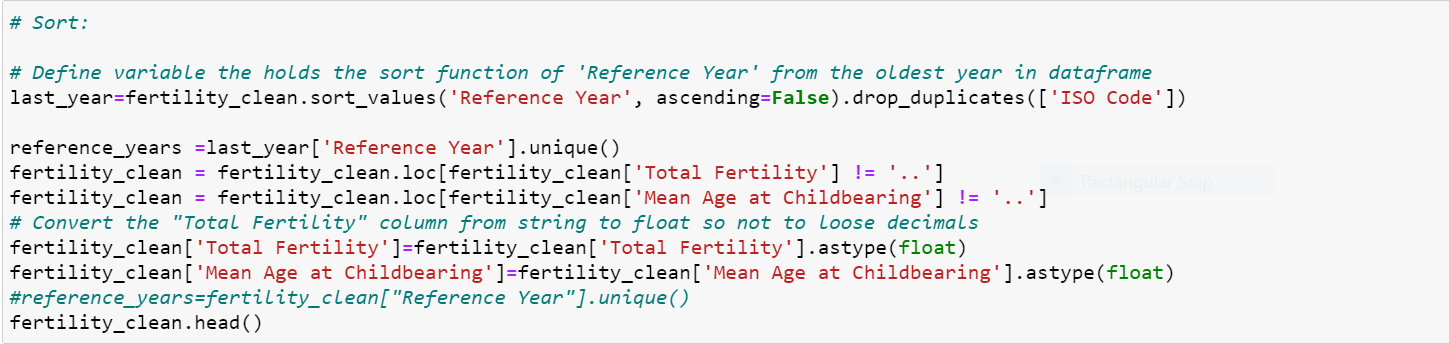 # Sort:
# Define variable the holds the sort function of 'Reference Year' from the oldest year in dataframe
last_year=fertility_clean.sort_values('Reference Year', ascending=False).drop_duplicates(['ISO Code'])
reference_years =last_year['Reference Year'].unique()
fertility_clean = fertility_clean.loc[fertility_clean['Total Fertility'] != '..']
Rectangular Snip
fertility_clean = fertility_clean.loc[fertility_clean['Mean Age at Childbearing'] != '..']
# Convert the "Total Fertility" column from string to float so not to loose decimals
fertility_clean['Total Fertility']=fertility_clean['Total Fertility'].astype(float)
fertility_clean['Mean Age at Childbearing']=fertility_clean['Mean Age at Childbearing'].astype(float)
#reference_years=fertility_clean["Reference Year"].unique()
fertility_clean.head()